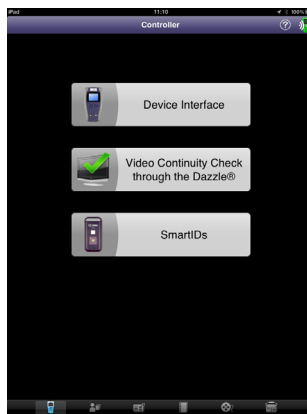 iPad
11:10
100%
Controller
?
Device Interface
Video Continuity Check
through the Dazzle®
SmartIDs